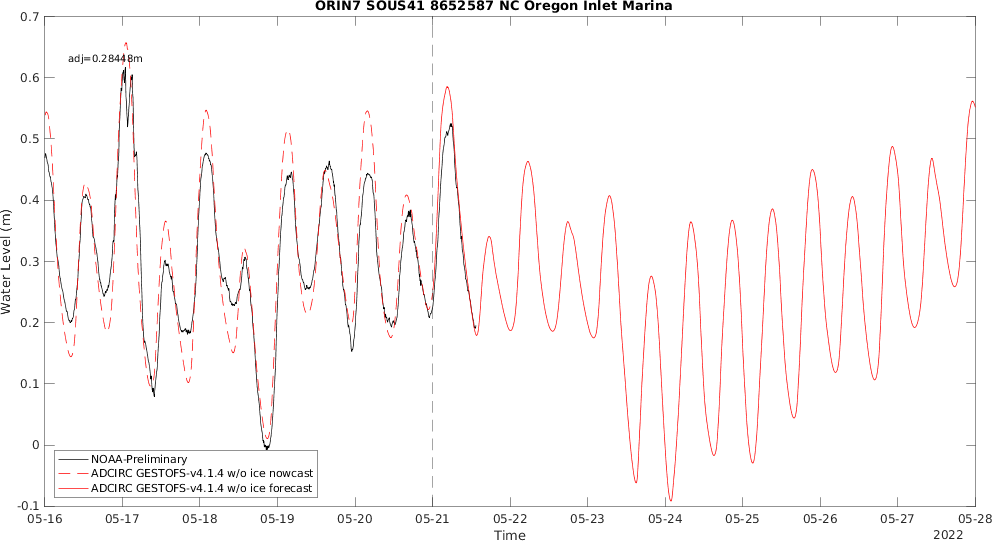 ORIN7 SOUS41 8652587 NC Oregon Inlet Marina
adj=0.28448m
0.7
0.6
0.5
0.4
0.3
0.2
0.1
0
-0.1
Water Level (m)
NOAA-Preliminary
ADCIRC GESTOFS-v4.1.4 w/o ice nowcast
ADCIRC GESTOFS-v4.1.4 w/o ice forecast
05-16 05-17 05-18 05-19 05-20 05-21 05-22 05-23 05-24 05-25 05-26 05-27 05-28
Time
2022